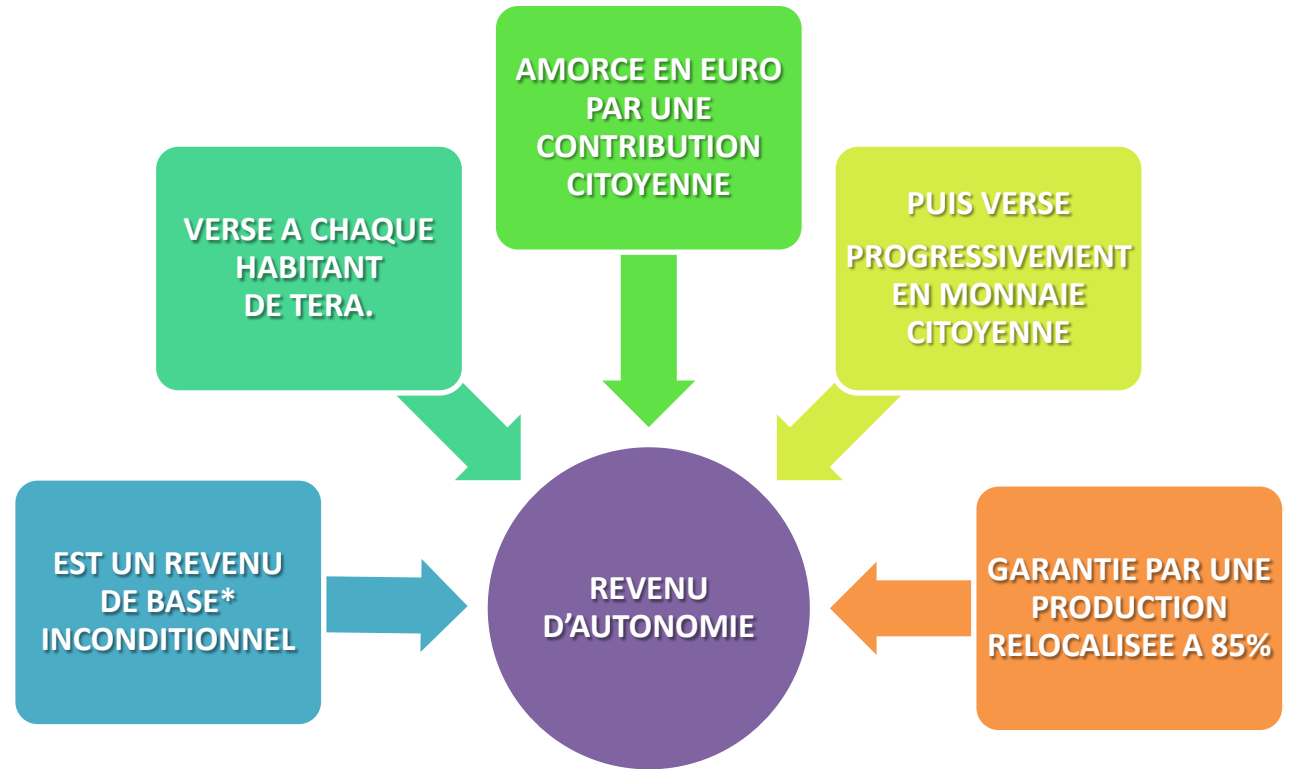 EST UN REVENU
DE BASE*
INCONDITIONNEL
VERSE A CHAQUE
HABITANT
DE TERA.
AMORCE EN EURO
PAR UNE
CONTRIBUTION
CITOYENNE
PUIS VERSE
PROGRESSIVEMENT
EN MONNAIE
CITOYENNE
GARANTIE PAR UNE
PRODUCTION
RELOCALISEE A 85%
REVENU
D’AUTONOMIE